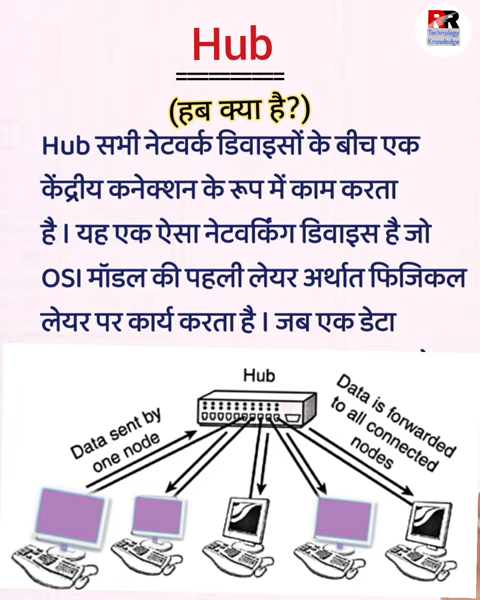 RR
Technology
Knowledge
Hub
(हब क्या है?)
Hub सभी नेटवर्क डिवाइसों के बीच एक
केंद्रीय कनेक्शन के रूप में काम करता
है। यह एक ऐसा नेटवर्किंग डिवाइस है जो
OSI मॉडल की पहली लेयर अर्थात फिजिकल
लेयर पर कार्य करता है। जब एक डेटा
Hub
Data sent by
one node
Data is forwarded
to all connected
nodes